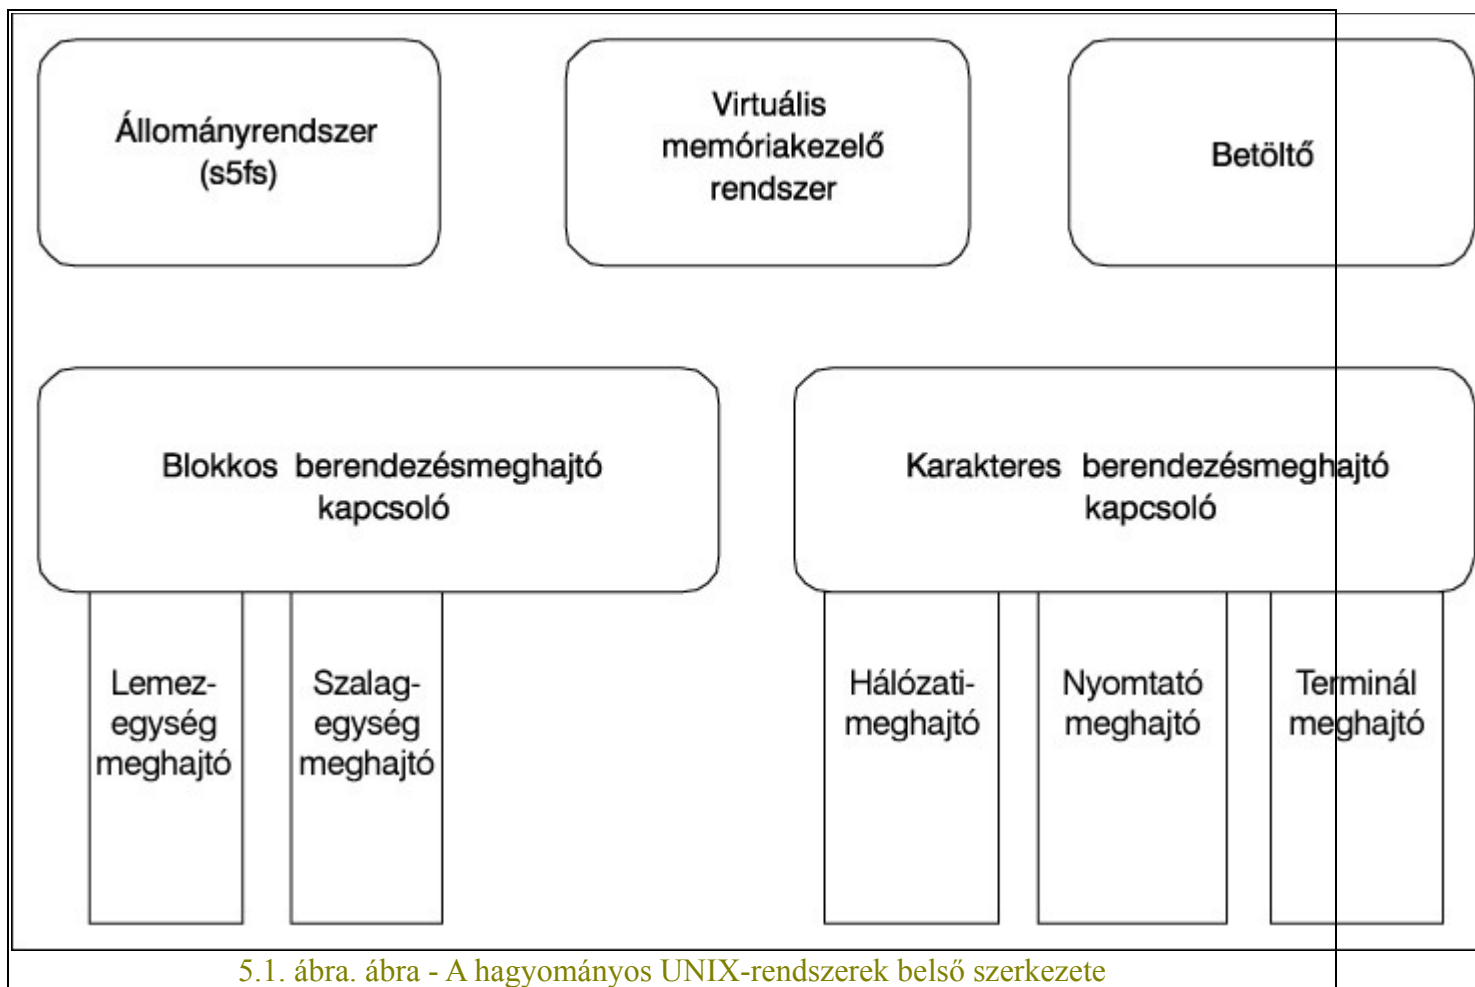 Állományrendszer
(s5fs)
Virtuális
memóriakezelő
rendszer
Betöltő
Blokkos berendezésmeghajtó
kapcsoló
Karakteres berendezésmeghajtó
kapcsoló
Lemez-
egység
meghajtó
Szalag-
egység
meghajtó
Hálózati-
meghajtó
Nyomtató
meghajtó
Terminál
meghajtó
5.1. ábra. ábra - A hagyományos UNIX-rendszerek belső szerkezete